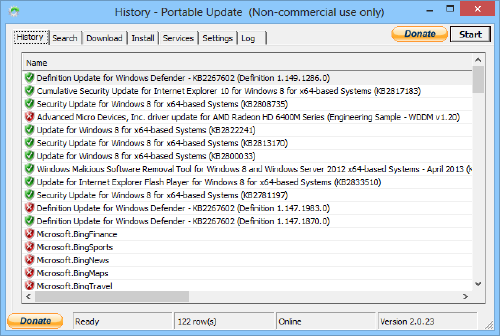 History - Portable Update  (Non-commercial use only)
History Search Download Install Services Settings Log Donate Start
Name
Definition Update for Windows Defender - KB2267602 (Definition 1.149.1286.0)
Cumulative Security Update for Internet Explorer 10 for Windows 8 for x64-based Systems (KB2817183)
Security Update for Windows 8 for x64-based Systems (KB2808735)
Advanced Micro Devices, Inc. driver update for AMD Radeon HD 6400M Series (Engineering Sample - WDDM v1.20)
Update for Windows 8 for x64-based Systems (KB2822241)
Security Update for Windows 8 for x64-based Systems (KB2813170)
Update for Windows 8 for x64-based Systems (KB2800033)
Windows Malicious Software Removal Tool for Windows 8 and Windows Server 2012 x64-based Systems - April 2013 (K
Update for Internet Explorer Flash Player for Windows 8 for x64-based Systems (KB2833510)
Security Update for Windows 8 for x64-based Systems (KB2781197)
Definition Update for Windows Defender - KB2267602 (Definition 1.147.1983.0)
Definition Update for Windows Defender - KB2267602 (Definition 1.147.1870.0)
Microsoft.BingFinance
Microsoft.BingSports
Microsoft.BingNews
Microsoft.BingMaps
Microsoft.BingTravel
Donate Ready 122 row(s) Online Version 2.0.23